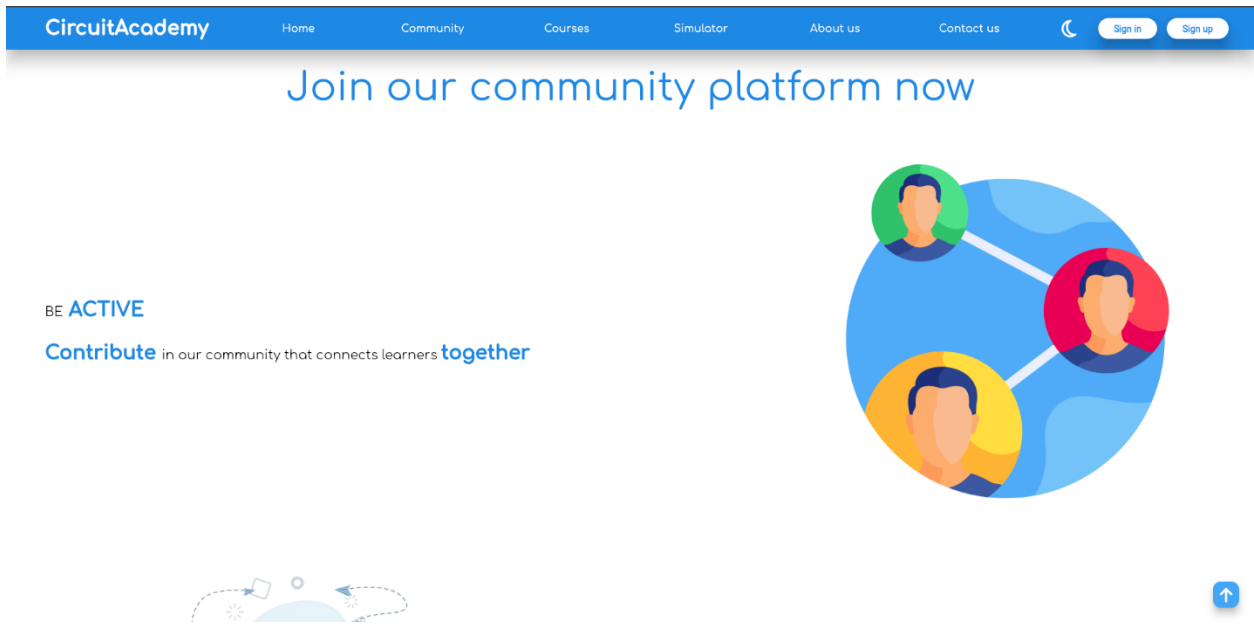 CircuitAcademy Home Community Courses Simulator About us Contact us Sign in Sign up
Join our community platform now
BE ACTIVE
Contribute in our community that connects learners together